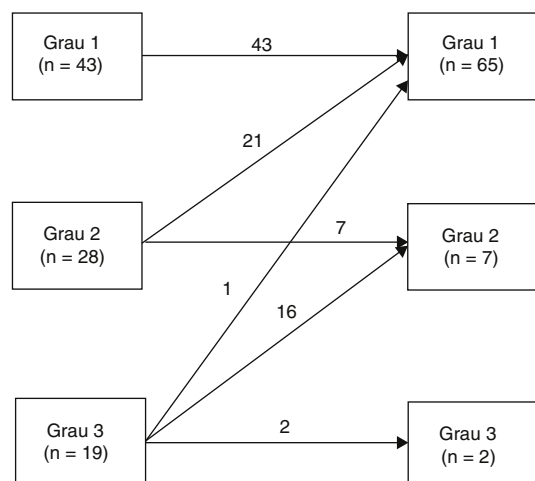 Grau 1
(n = 43)
43
Grau 1
(n = 65)
21
Grau 2
(n = 28)
7
Grau 2
(n = 7)
1
16
Grau 3
(n = 19)
2
Grau 3
(n = 2)